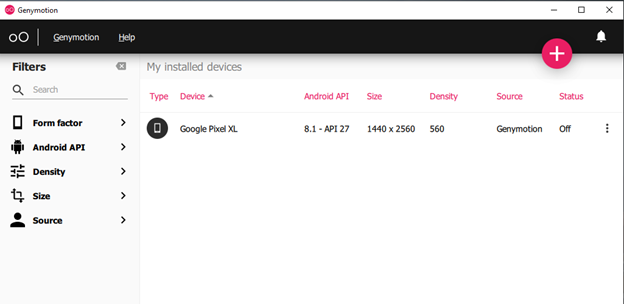 Genymotion
Genymotion Help
Filters
Search
Form factor
Android API
Density
Size
Source
My installed devices
Type Device Android API Size Density Source Status
Google Pixel XL 8.1 - API 27 1440 x 2560 560 Genymotion Off